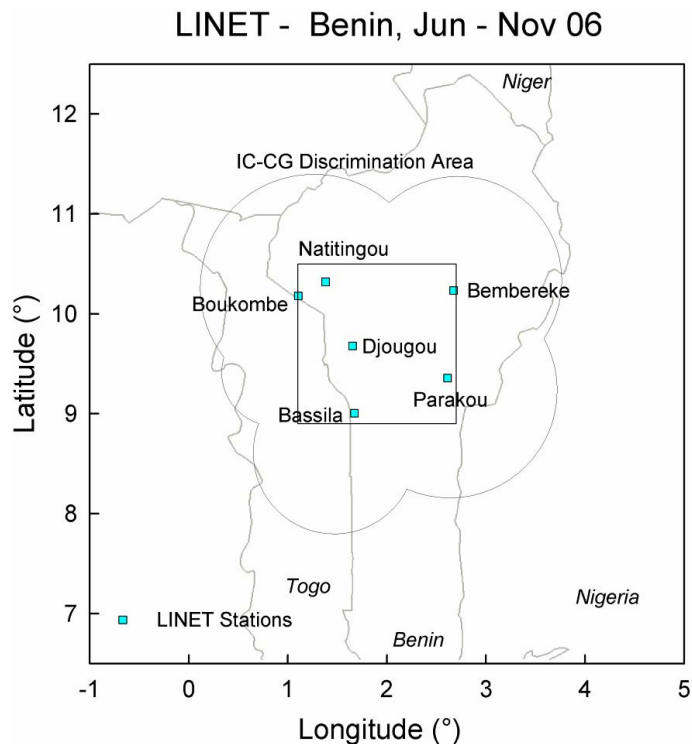 LINET -  Benin, Jun - Nov 06
Niger
12
IC-CG Discrimination Area
11
Natitingou
Boukombe
Bembereke
10
Djougou
Parakou
Bassila
9
8
Togo
Nigeria
7
LINET Stations
Benin
-1 0 1 2 3 4 5
Latitude (°)
Longitude (°)